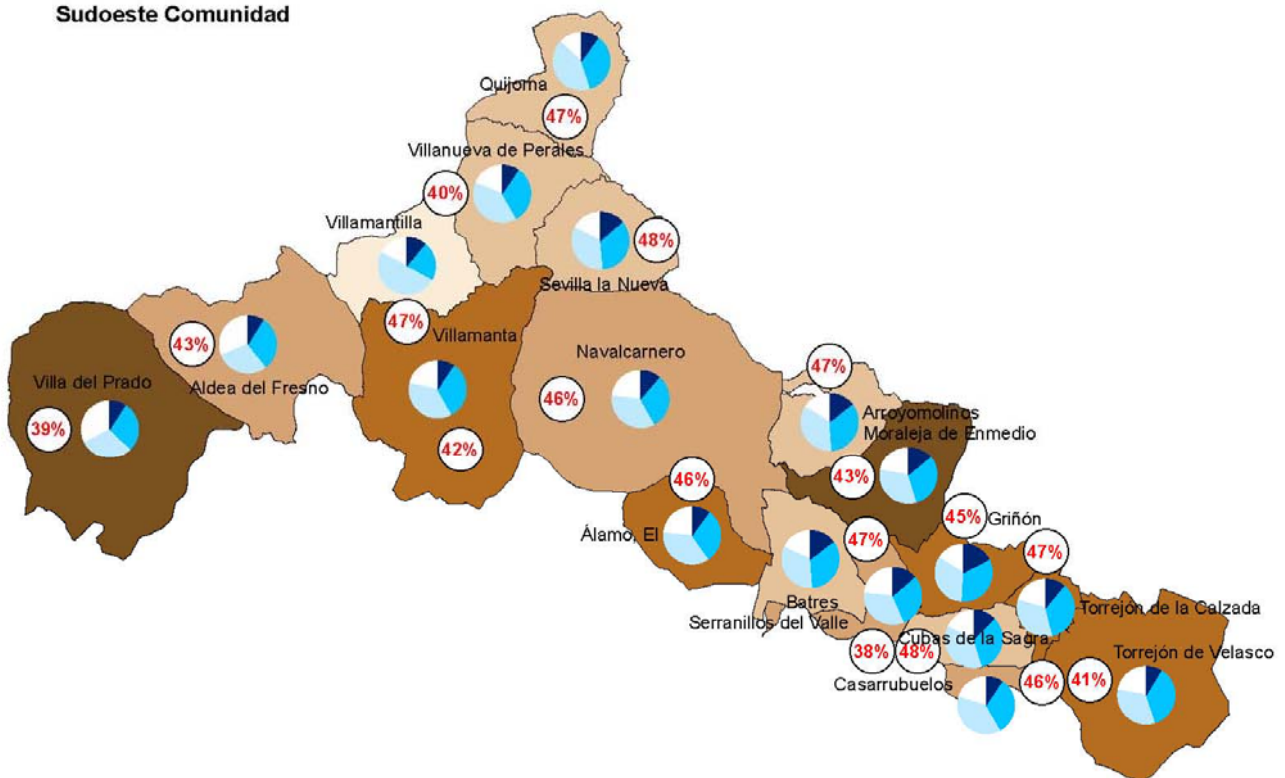 Sudoeste Comunidad
Quijorna
47%
Villanueva de Perales
40%
Villamantilla
48%
Sevilla la Nueva
47%
Villamanta
43%
Navalcarnero
47%
Villa del Prado
Aldea del Fresno
46%
Arroyomolinos
39%
Moraleja de Enmedio
42%
43%
46%
45%
Griñón
Álamo, El
47%
47%
Batres
Torrejón de la Calzada
Serranillos del Valle
38%
48%
Cubas de la Sagra
Torrejón de Velasco
Casarrubuelos
46%
41%